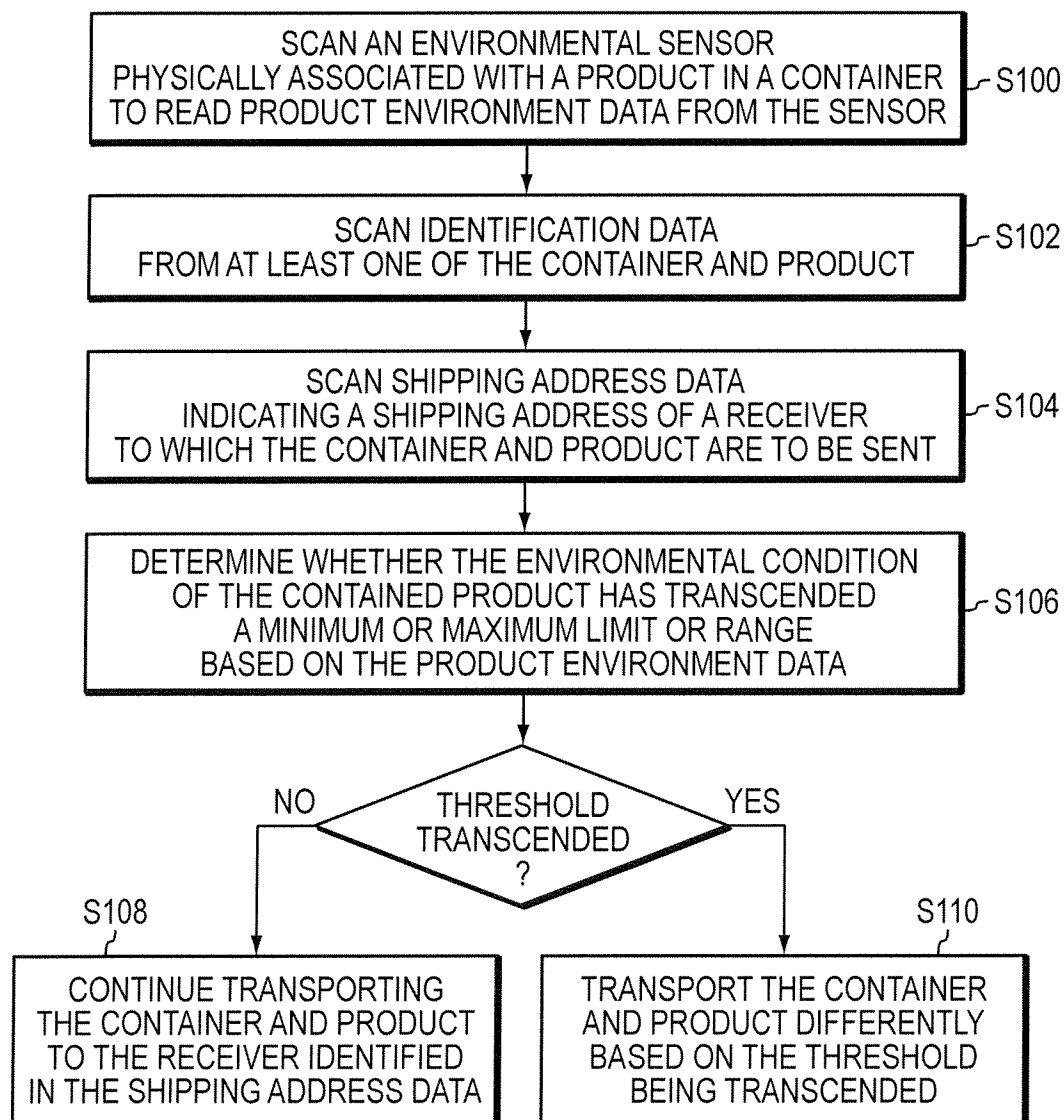 SCAN AN ENVIRONMENTAL SENSOR
PHYSICALLY ASSOCIATED WITH A PRODUCT IN A CONTAINER
TO READ PRODUCT ENVIRONMENT DATA FROM THE SENSOR
S100
SCAN IDENTIFICATION DATA
FROM AT LEAST ONE OF THE CONTAINER AND PRODUCT
S102
SCAN SHIPPING ADDRESS DATA
INDICATING A SHIPPING ADDRESS OF A RECEIVER
TO WHICH THE CONTAINER AND PRODUCT ARE TO BE SENT
S104
DETERMINE WHETHER THE ENVIRONMENTAL CONDITION
OF THE CONTAINED PRODUCT HAS TRANSCENDED
A MINIMUM OR MAXIMUM LIMIT OR RANGE
BASED ON THE PRODUCT ENVIRONMENT DATA
S106
NO
THRESHOLD
TRANSCENDED
?
YES
S108
CONTINUE TRANSPORTING
THE CONTAINER AND PRODUCT
TO THE RECEIVER IDENTIFIED
IN THE SHIPPING ADDRESS DATA
S110
TRANSPORT THE CONTAINER
AND PRODUCT DIFFERENTLY
BASED ON THE THRESHOLD
BEING TRANSCENDED